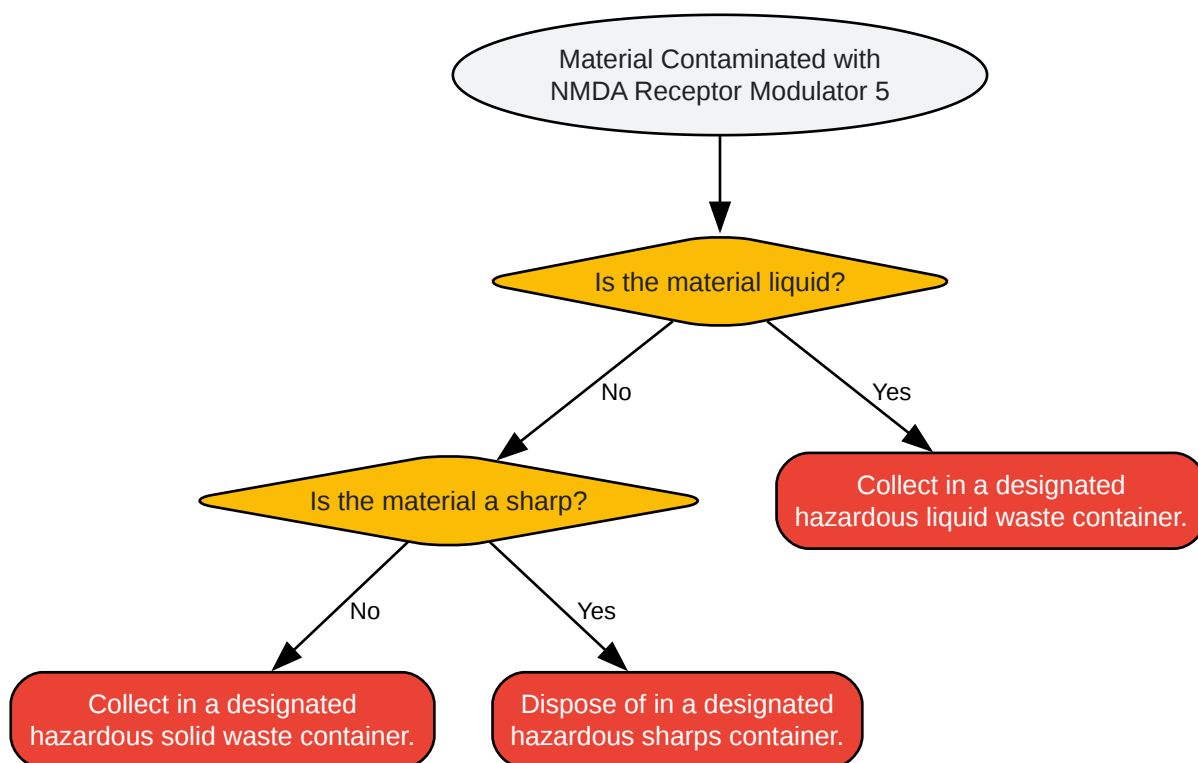 Material Contaminated with
NMDA Receptor Modulator 5
Is the material liquid?
No
Yes
Is the material a sharp?
Collect in a designated
hazardous liquid waste container.
No
Yes
Collect in a designated
hazardous solid waste container.
Dispose of in a designated
hazardous sharps container.